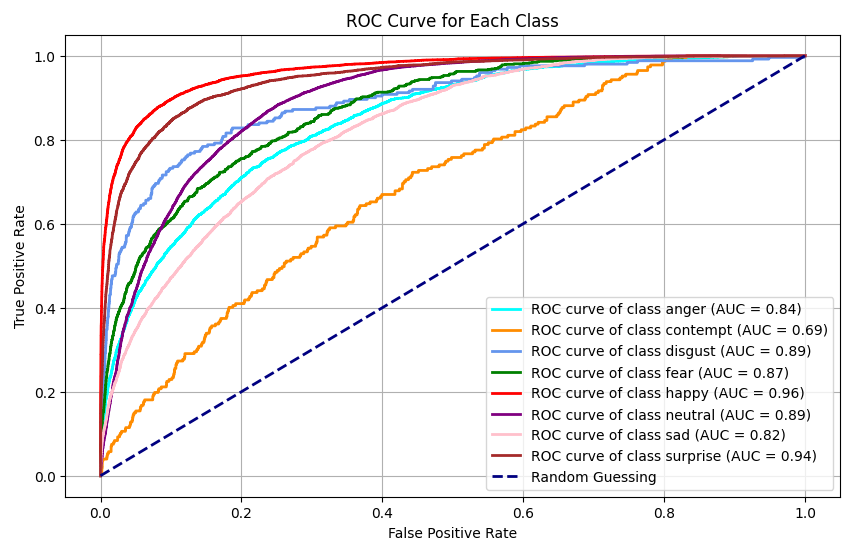 ROC Curve for Each Class
True Positive Rate
1.0
0.8
0.6
0.4
0.2
0.0
ROC curve of class anger (AUC = 0.84)
ROC curve of class contempt (AUC = 0.69)
ROC curve of class disgust (AUC = 0.89)
ROC curve of class fear (AUC = 0.87)
ROC curve of class happy (AUC = 0.96)
ROC curve of class neutral (AUC = 0.89)
ROC curve of class sad (AUC = 0.82)
ROC curve of class surprise (AUC = 0.94)
Random Guessing
0.0 0.2 0.4 0.6 0.8 1.0
False Positive Rate